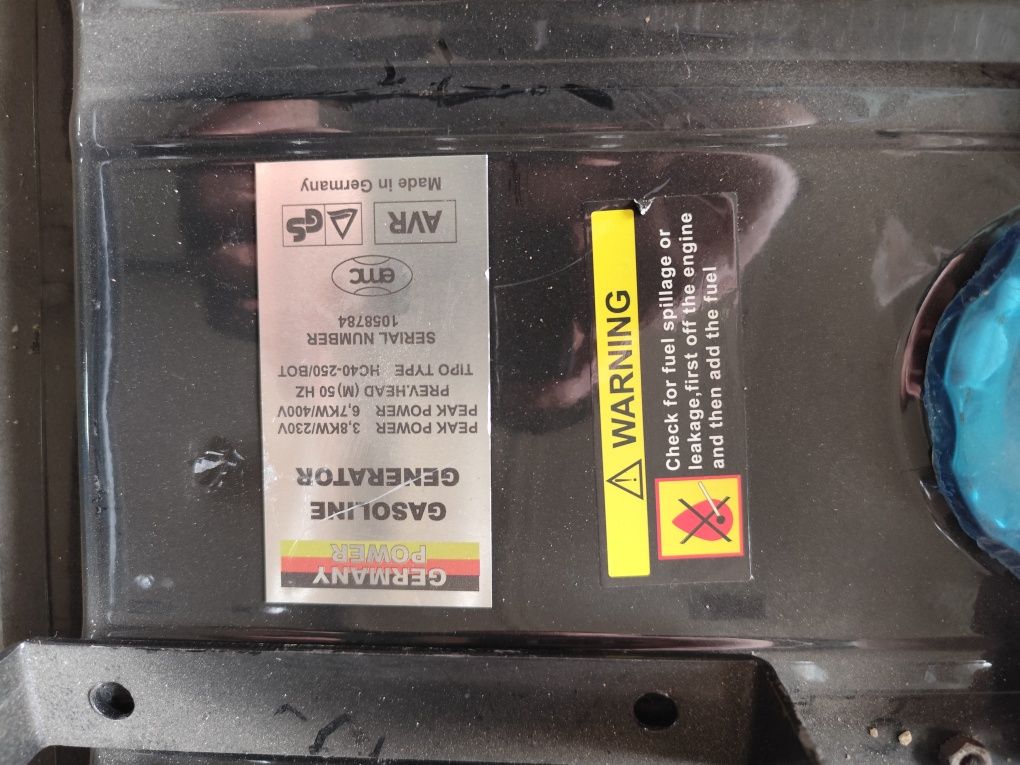 GERMANY
POWER
GASOLINE
GENERATOR
PEAK POWER 3,8KW/230V
PEAK POWER 6,7KW/400V
PREV.HEAD (M) 50 HZ
TIPO TYPE HC40-250/BOT
SERIAL NUMBER
1058784
emc
AVR
GS
Made in Germany
WARNING
Check for fuel spillage or
leakage,first off the engine
and then add the fuel